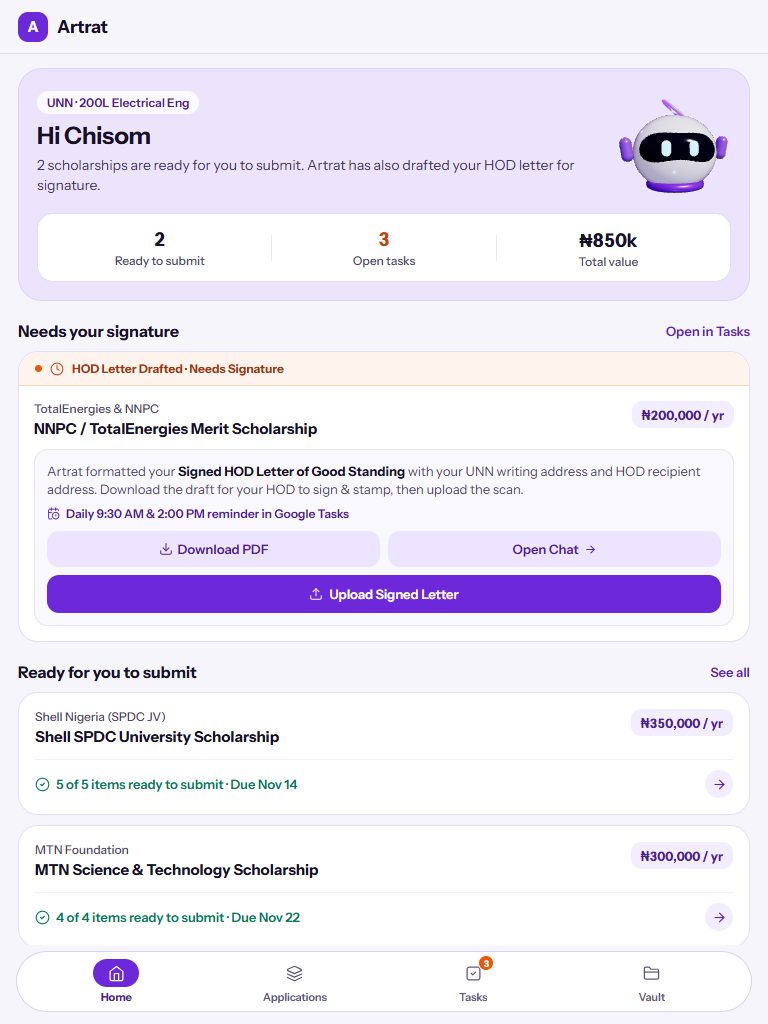 A Artrat
UNN · 200L Electrical Eng
Hi Chisom
2 scholarships are ready for you to submit. Artrat has also drafted your HOD letter for
signature.
2
Ready to submit
3
Open tasks
₦850k
Total value
Needs your signature
Open in Tasks
HOD Letter Drafted · Needs Signature
TotalEnergies & NNPC
NNPC / TotalEnergies Merit Scholarship
₦200,000 / yr
Artrat formatted your Signed HOD Letter of Good Standing with your UNN writing address and HOD recipient
address. Download the draft for your HOD to sign & stamp, then upload the scan.
Daily 9:30 AM & 2:00 PM reminder in Google Tasks
Download PDF
Open Chat →
Upload Signed Letter
Ready for you to submit
See all
Shell Nigeria (SPDC JV)
Shell SPDC University Scholarship
₦350,000 / yr
5 of 5 items ready to submit · Due Nov 14
MTN Foundation
MTN Science & Technology Scholarship
₦300,000 / yr
4 of 4 items ready to submit · Due Nov 22
Home
Applications
3
Tasks
Vault